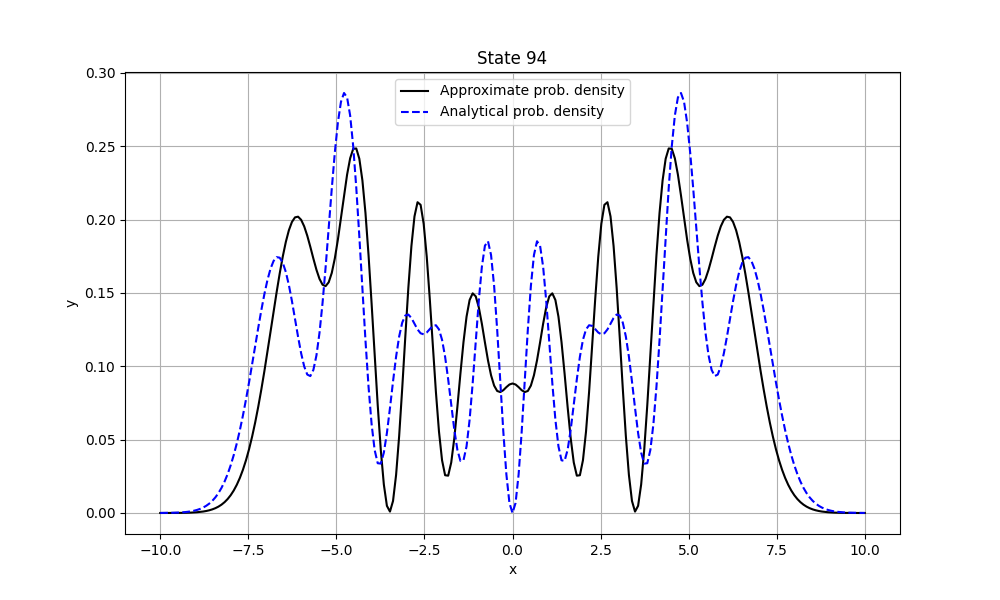 State 94
Approximate prob. density
Analytical prob. density
0.30
0.25
0.20
0.15
0.10
0.05
0.00
y
−10.0 −7.5 −5.0 −2.5 0.0 2.5 5.0 7.5 10.0
x